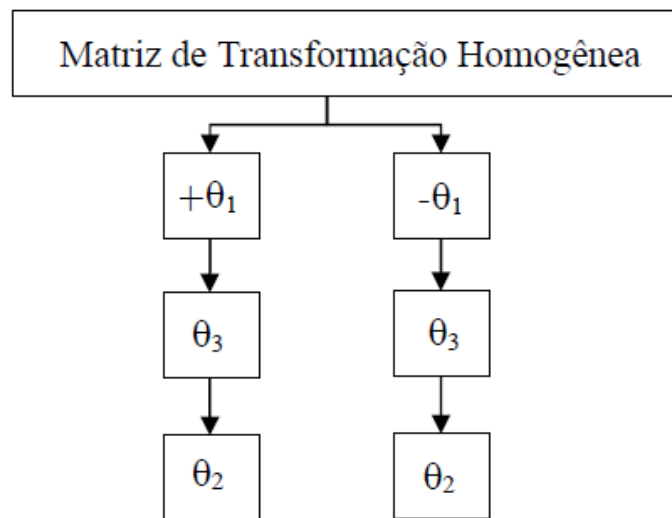 Matriz de Transformação Homogênea
+θ₁ -θ₁
θ₃ θ₃
θ₂ θ₂